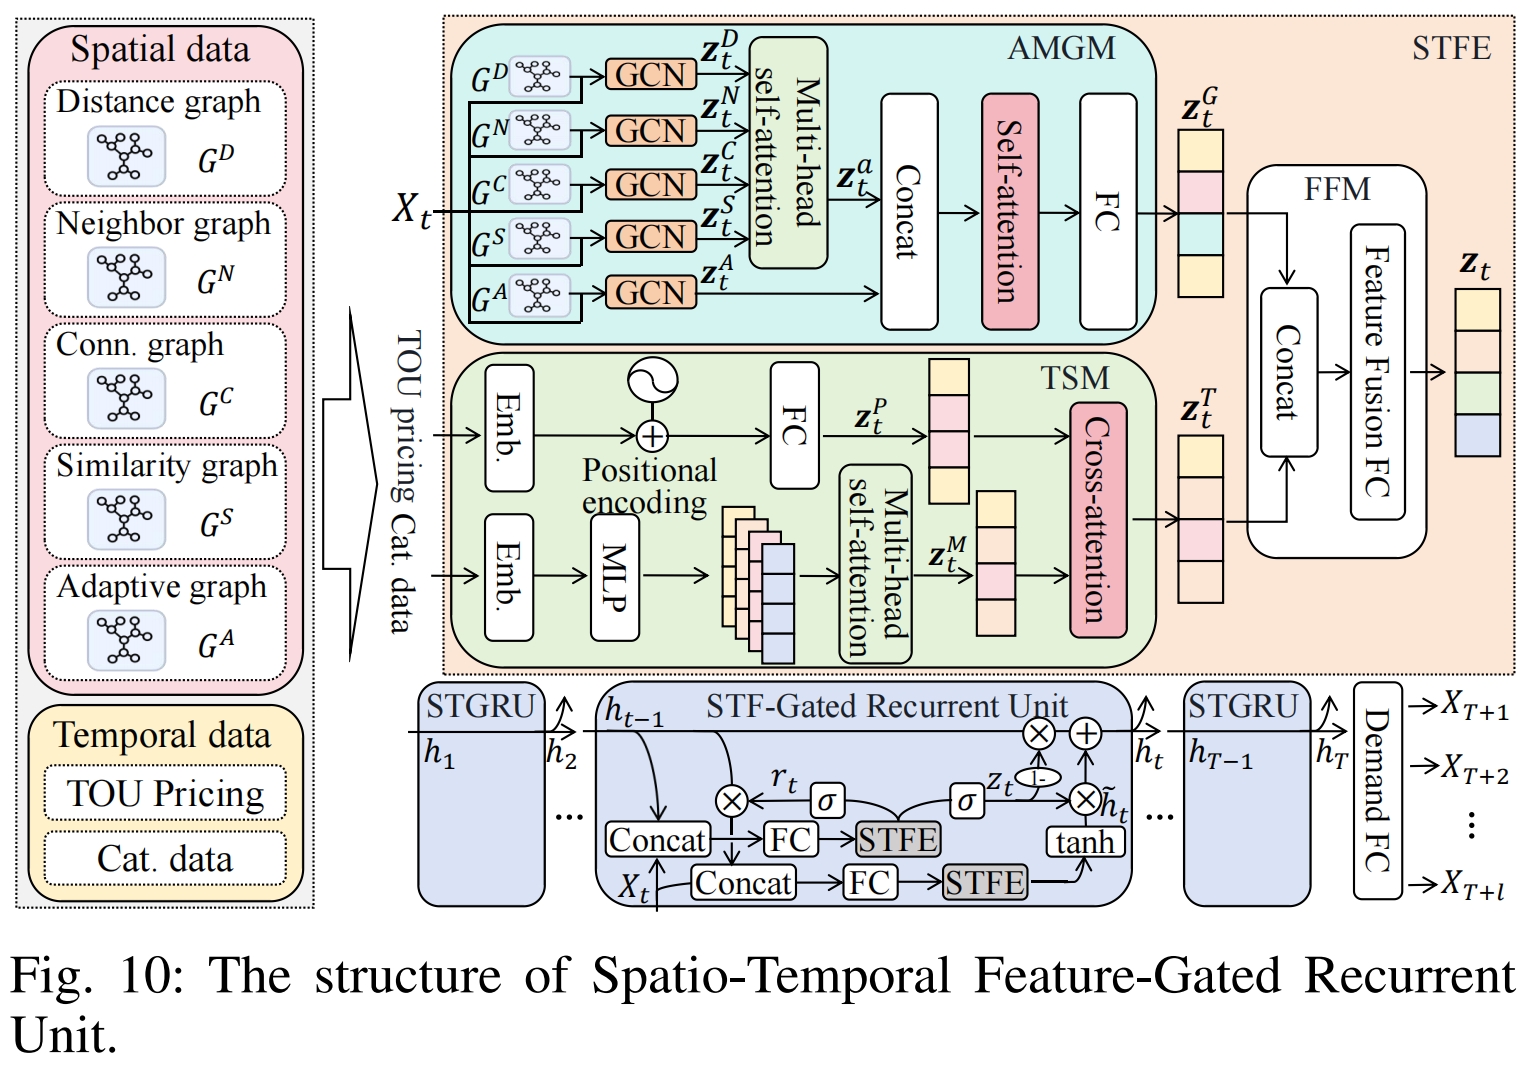 Spatial data
Distance graph
G^D
Neighbor graph
G^N
Conn. graph
G^C
Similarity graph
G^S
Adaptive graph
G^A
Temporal data
TOU Pricing
Cat. data
TOU pricing Cat. data
X_t
AMGM
STFE
G^D
GCN
z_t^D
G^N
GCN
z_t^N
G^C
GCN
z_t^C
G^S
GCN
z_t^S
G^A
GCN
z_t^A
Multi-head
self-attention
z_t^a
Concat
Self-attention
FC
z_t^G
TSM
Emb.
+
Positional
encoding
FC
z_t^P
Emb.
MLP
Multi-head
self-attention
z_t^M
Cross-attention
z_t^T
FFM
Concat
Feature Fusion FC
z_t
STGRU
h_1
h_2
...
STF-Gated Recurrent Unit
h_{t-1}
×
+
h_t
r_t
z_t
1-
×
σ
σ
×
h̃_t
Concat
FC
STFE
tanh
X_t
Concat
FC
STFE
...
STGRU
h_{T-1}
h_T
Demand FC
X_{T+1}
X_{T+2}
⋮
X_{T+l}
Fig. 10: The structure of Spatio-Temporal Feature-Gated Recurrent
Unit.